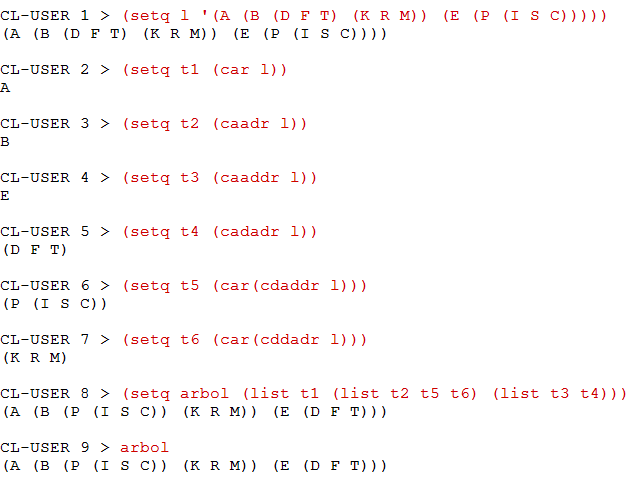 CL-USER 1 > (setq l '(A (B (D F T) (K R M)) (E (P (I S C)))))
(A (B (D F T) (K R M)) (E (P (I S C))))
CL-USER 2 > (setq t1 (car l))
A
CL-USER 3 > (setq t2 (caadr l))
B
CL-USER 4 > (setq t3 (caaddr l))
E
CL-USER 5 > (setq t4 (cadadr l))
(D F T)
CL-USER 6 > (setq t5 (car(cdaddr l)))
(P (I S C))
CL-USER 7 > (setq t6 (car(cddadr l)))
(K R M)
CL-USER 8 > (setq arbol (list t1 (list t2 t5 t6) (list t3 t4)))
(A (B (P (I S C)) (K R M)) (E (D F T)))
CL-USER 9 > arbol
(A (B (P (I S C)) (K R M)) (E (D F T)))